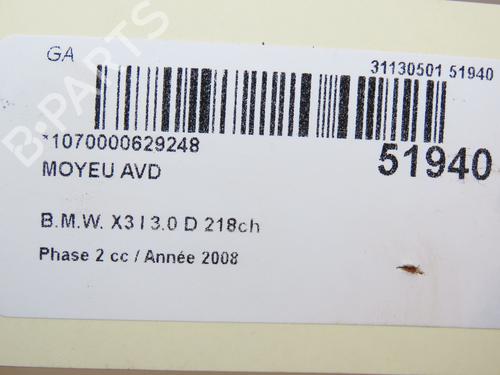 GA
31130501 51940
*1070000629248
51940
MOYEU AVD
B.M.W. X3 I 3.0 D 218ch
Phase 2 cc / Année 2008
B-PARTS